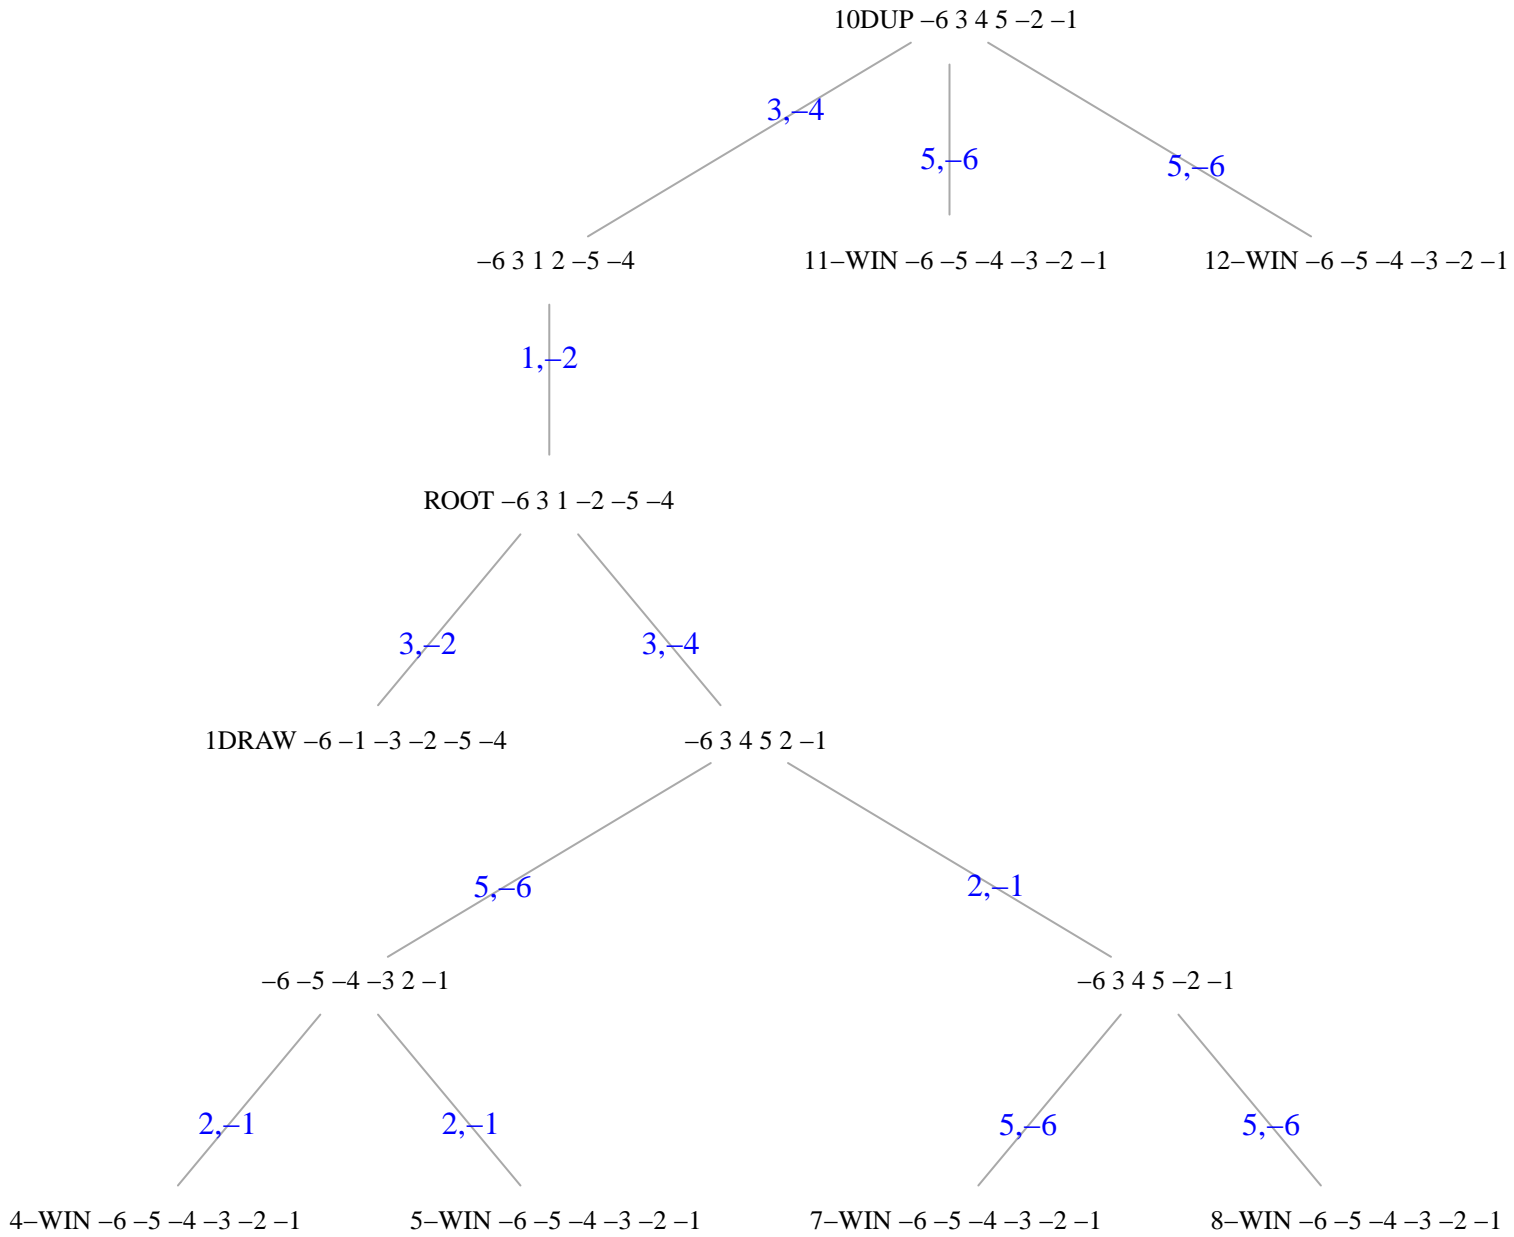 10DUP –6 3 4 5 –2 –1
3,–4
5,–6
5,–6
–6 3 1 2 –5 –4
11–WIN –6 –5 –4 –3 –2 –1
12–WIN –6 –5 –4 –3 –2 –1
1,–2
ROOT –6 3 1 –2 –5 –4
3,–2
3,–4
1DRAW –6 –1 –3 –2 –5 –4
–6 3 4 5 2 –1
5,–6
2,–1
–6 –5 –4 –3 2 –1
–6 3 4 5 –2 –1
2,–1
2,–1
5,–6
5,–6
4–WIN –6 –5 –4 –3 –2 –1
5–WIN –6 –5 –4 –3 –2 –1
7–WIN –6 –5 –4 –3 –2 –1
8–WIN –6 –5 –4 –3 –2 –1